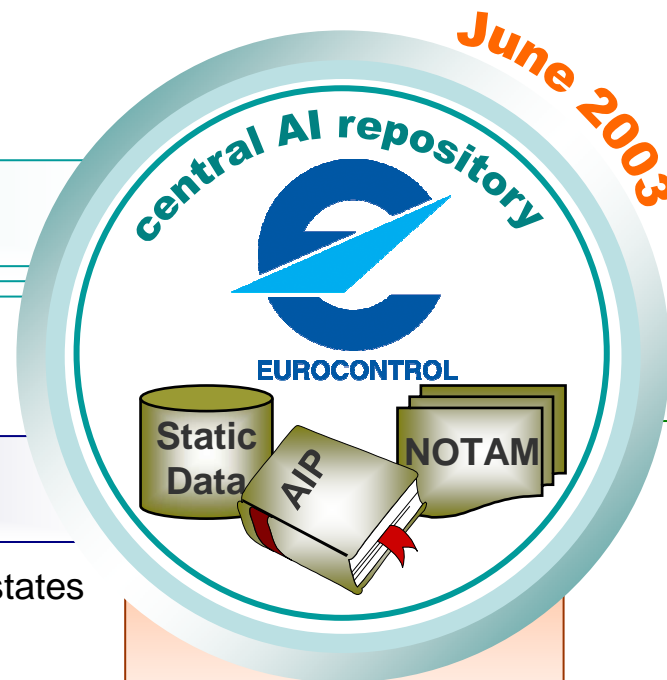 June 2003
central AI repository
EUROCONTROL
Static
Data
AIP
NOTAM
states